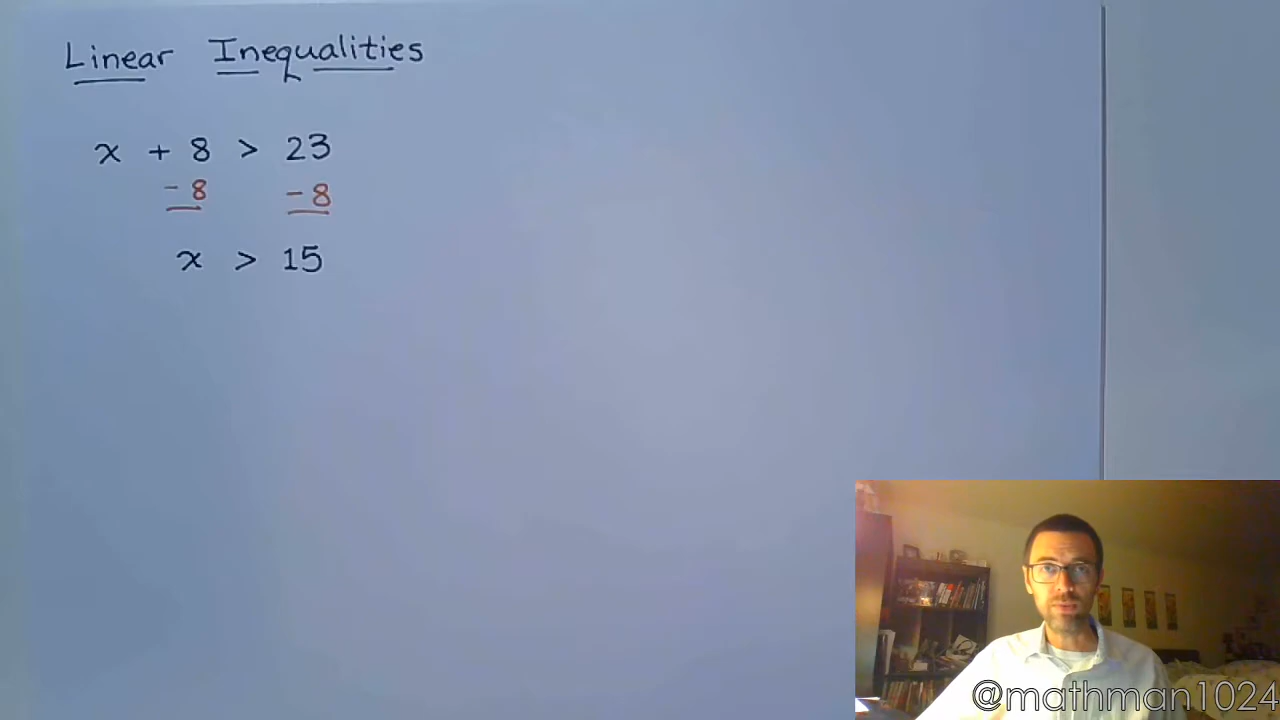 Linear Inequalities
x + 8 > 23
- 8 - 8
x > 15
@mathman1024